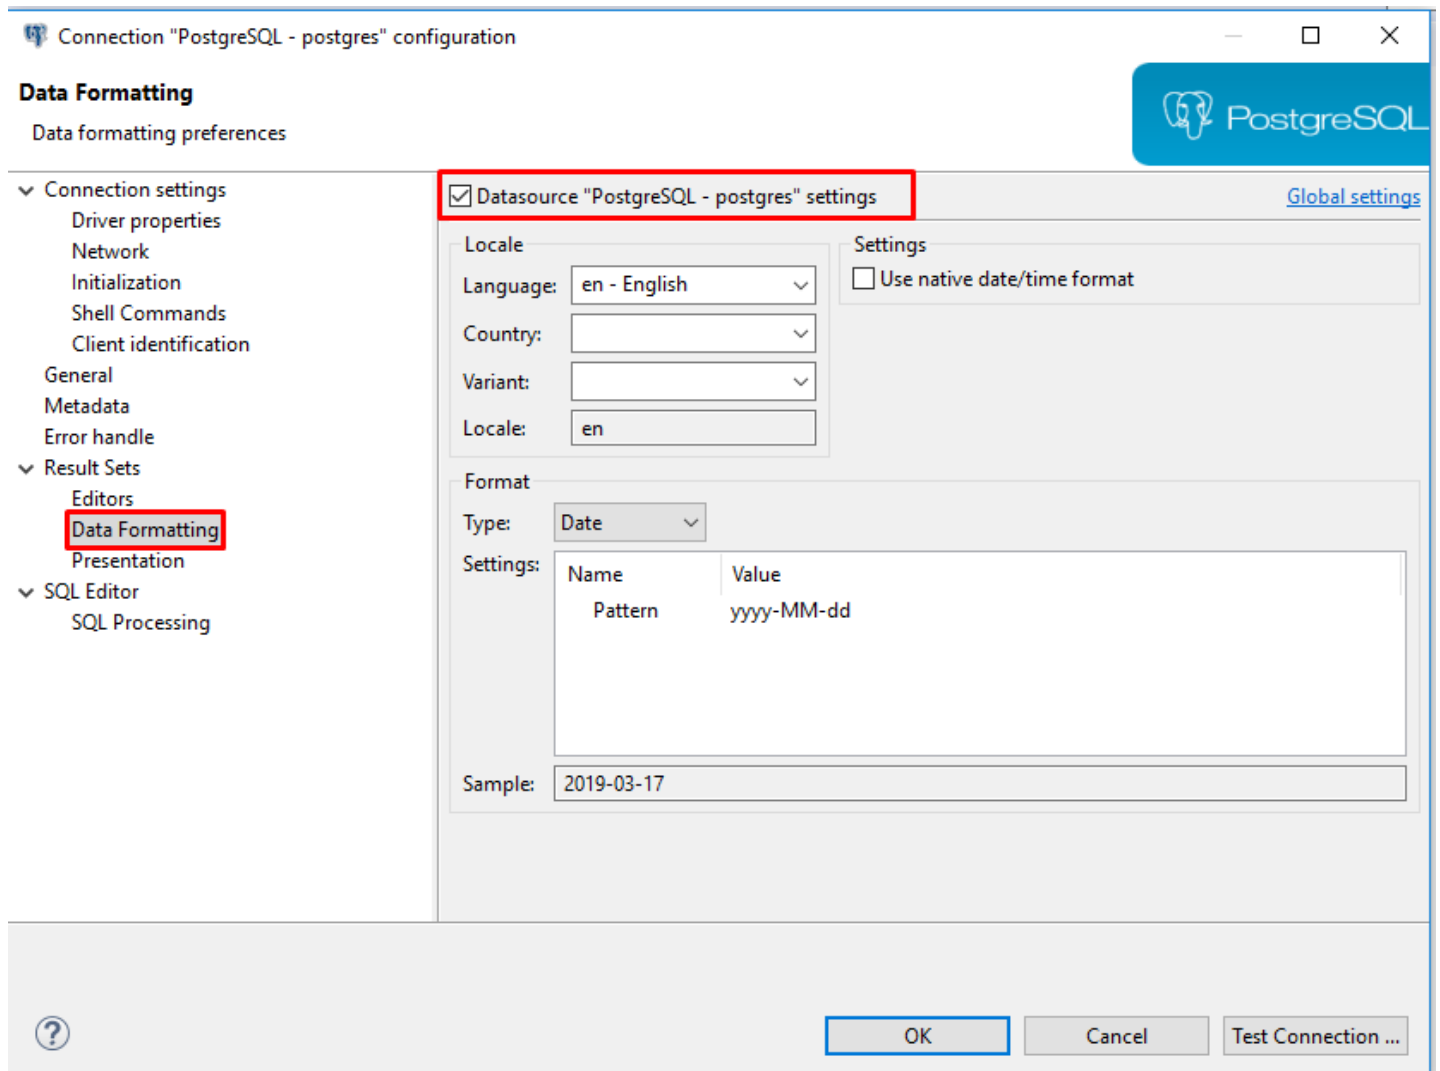 Connection "PostgreSQL - postgres" configuration
Data Formatting
Data formatting preferences
PostgreSQL
Connection settings
Driver properties
Network
Initialization
Shell Commands
Client identification
General
Metadata
Error handle
Result Sets
Editors
Data Formatting
Presentation
SQL Editor
SQL Processing
Datasource "PostgreSQL - postgres" settings
Global settings
Locale
Language: en - English
Country:
Variant:
Locale: en
Settings
Use native date/time format
Format
Type: Date
Settings:
Name Value
Pattern yyyy-MM-dd
Sample: 2019-03-17
?
OK Cancel Test Connection ...